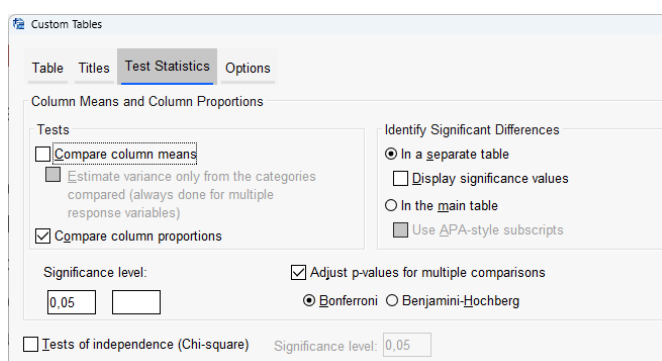 Custom Tables
Table Titles Test Statistics Options
Column Means and Column Proportions
Tests
Compare column means
Estimate variance only from the categories
compared (always done for multiple
response variables)
Compare column proportions
Identify Significant Differences
In a separate table
Display significance values
In the main table
Use APA-style subscripts
Significance level:
0,05
Adjust p-values for multiple comparisons
Bonferroni Benjamini-Hochberg
Tests of independence (Chi-square) Significance level: 0,05